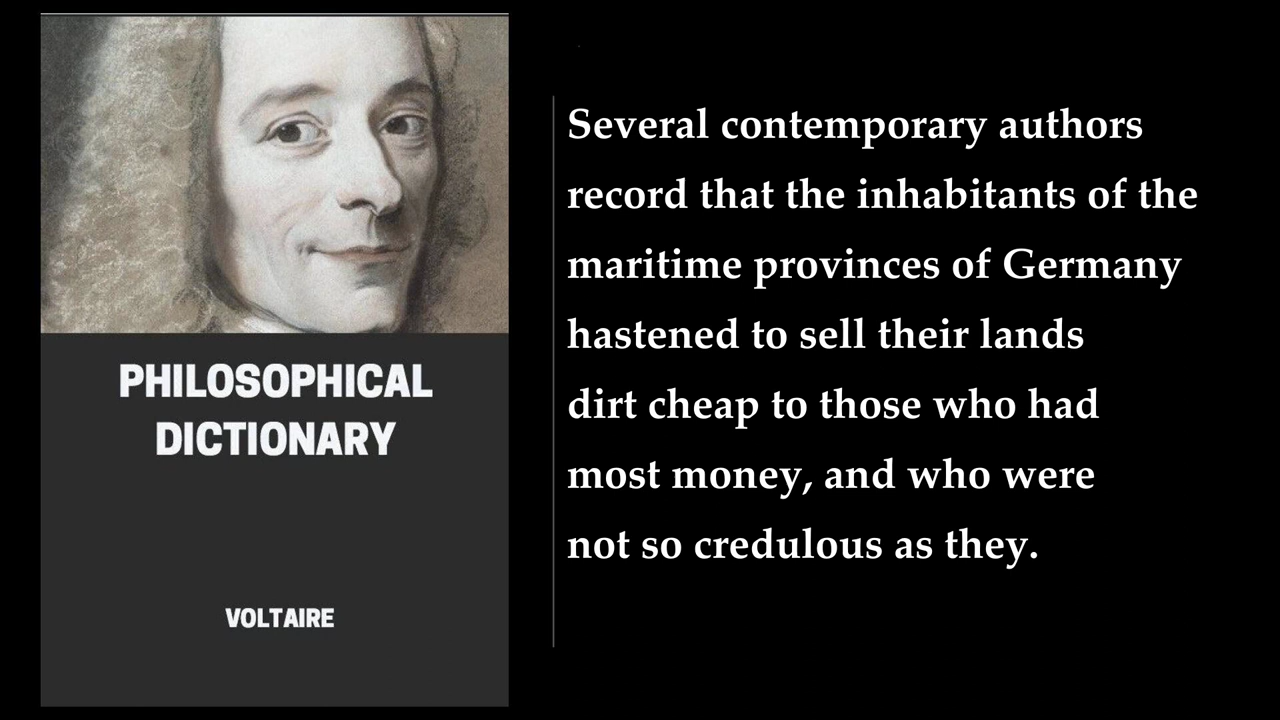 PHILOSOPHICAL
DICTIONARY
VOLTAIRE
Several contemporary authors
record that the inhabitants of the
maritime provinces of Germany
hastened to sell their lands
dirt cheap to those who had
most money, and who were
not so credulous as they.